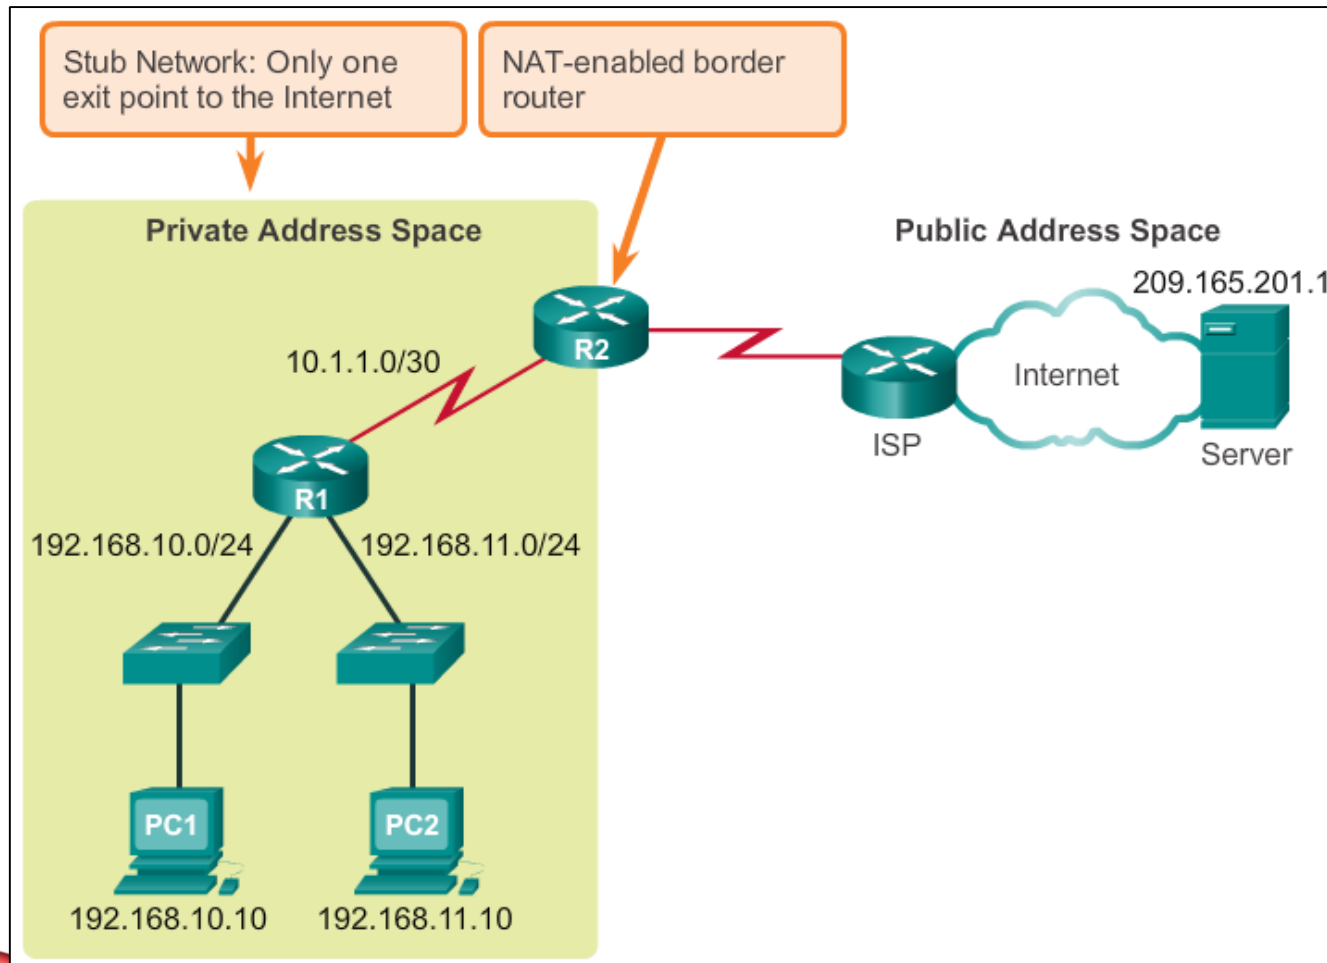 Stub Network: Only one
exit point to the Internet
NAT-enabled border
router
Private Address Space
Public Address Space
209.165.201.1
R2
10.1.1.0/30
Internet
ISP
Server
R1
192.168.10.0/24
192.168.11.0/24
PC1
PC2
192.168.10.10
192.168.11.10